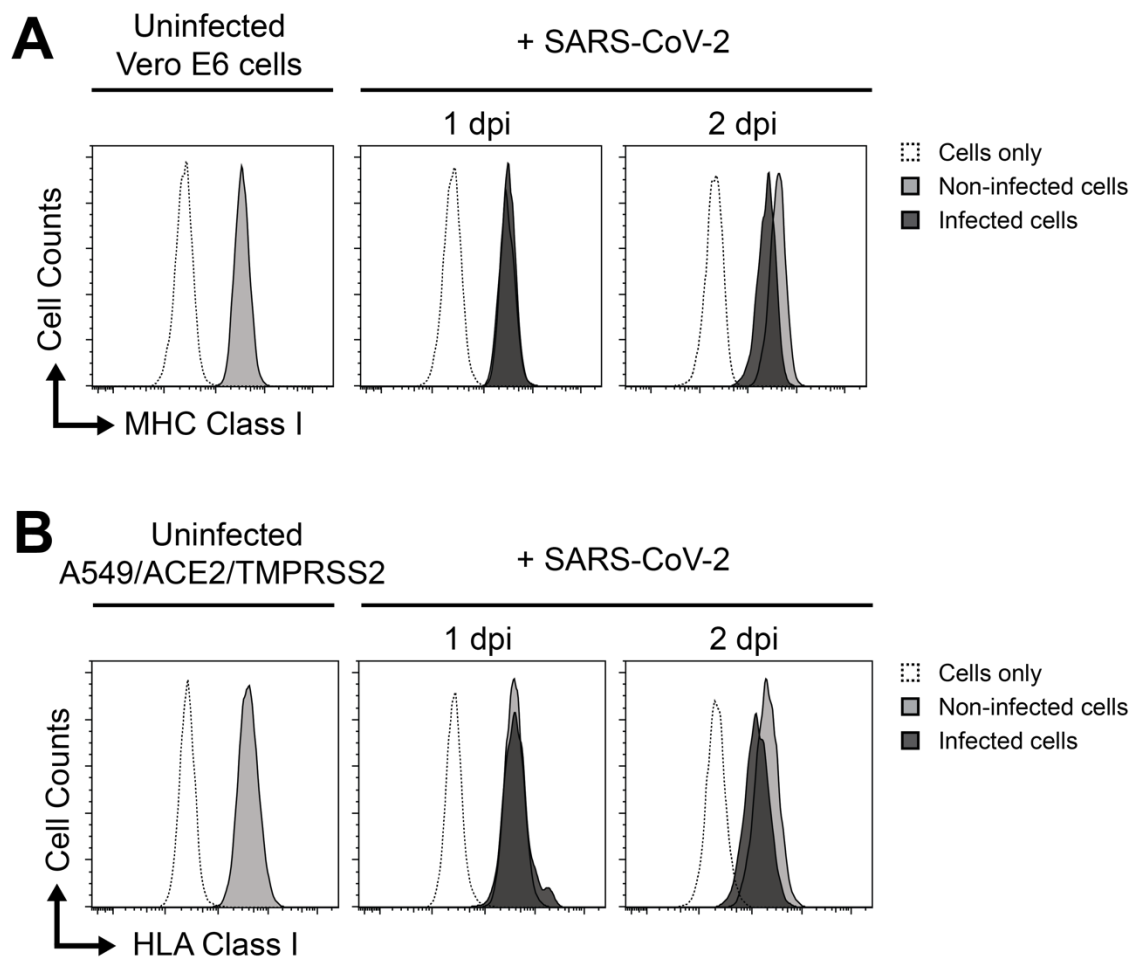 A
Uninfected
Vero E6 cells
+ SARS-CoV-2
1 dpi
2 dpi
Cells only
Non-infected cells
Infected cells
Cell Counts
MHC Class I
B
Uninfected
A549/ACE2/TMPRSS2
+ SARS-CoV-2
1 dpi
2 dpi
Cells only
Non-infected cells
Infected cells
Cell Counts
HLA Class I